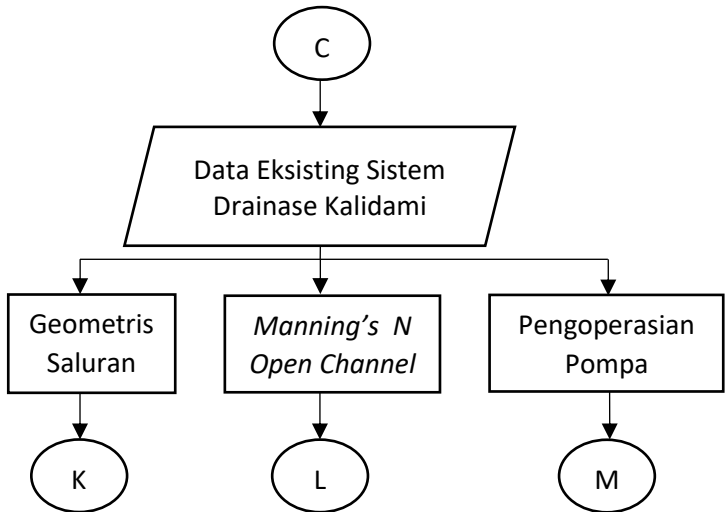 C
Data Eksisting Sistem
Drainase Kalidami
Geometris
Saluran
Manning's N
Open Channel
Pengoperasian
Pompa
K
L
M